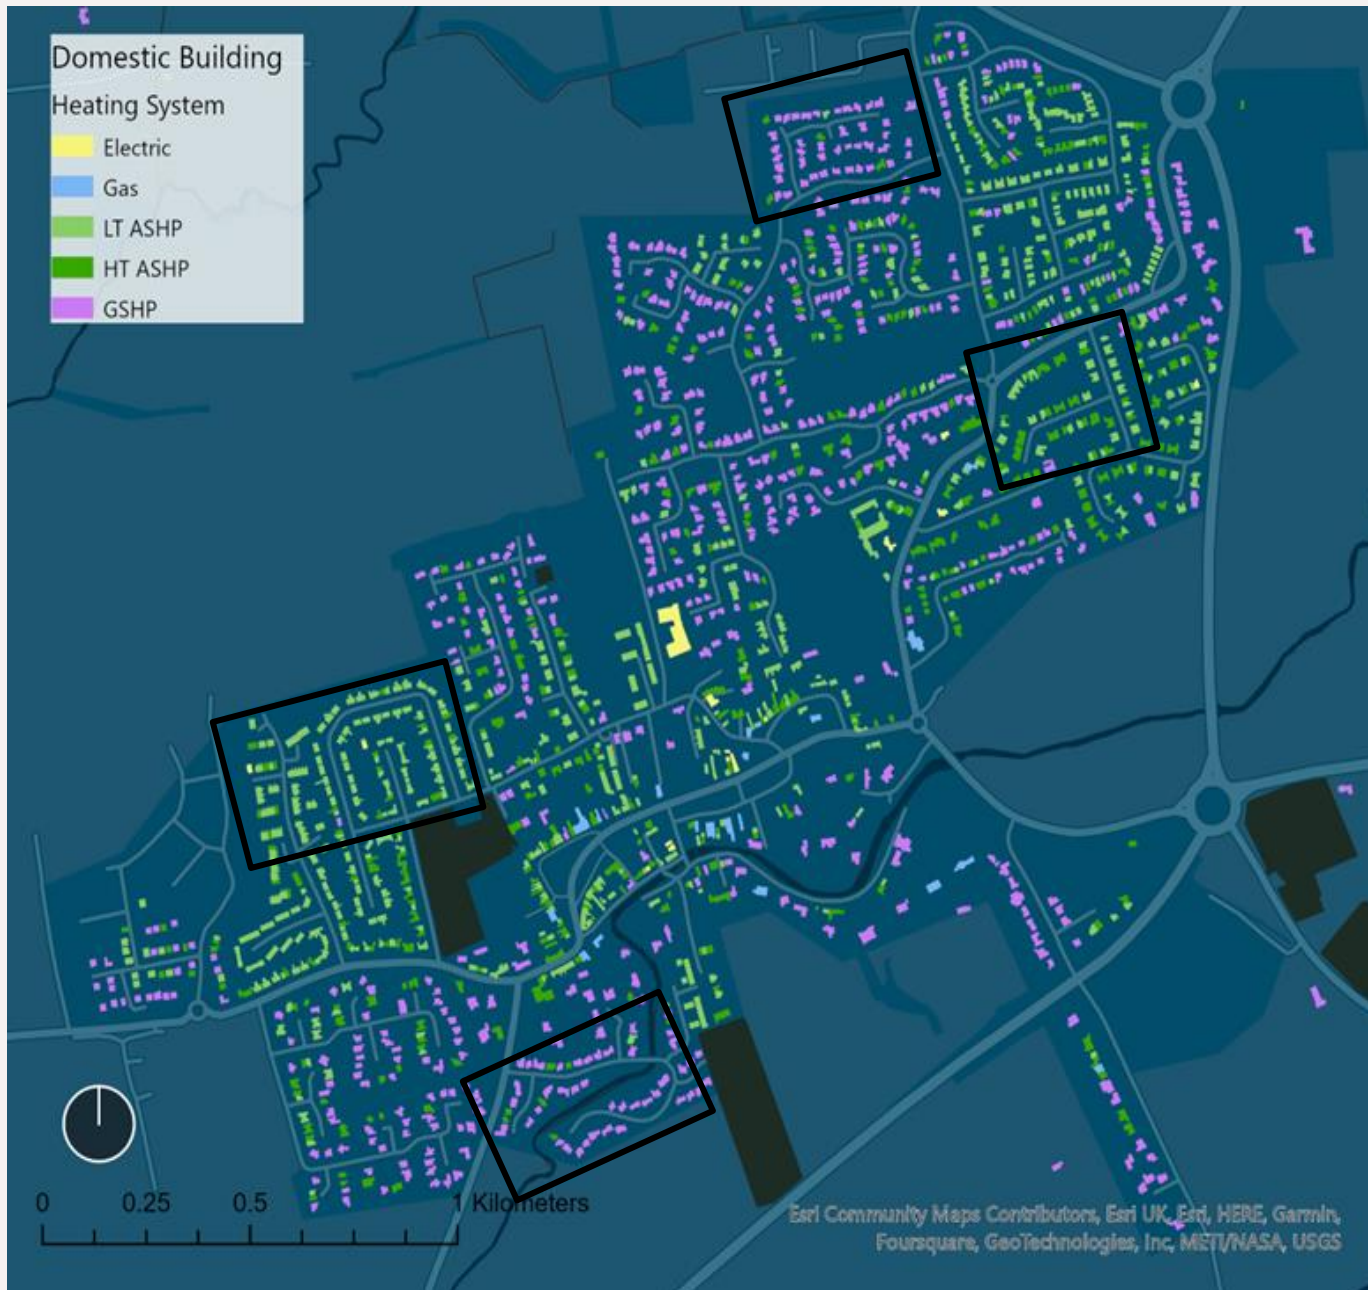 Domestic Building
Heating System
Electric
Gas
LT ASHP
HT ASHP
GSHP
0 0.25 0.5 1 Kilometers
Esri Community Maps Contributors, Esri UK, Esri, HERE, Garmin,
Foursquare, GeoTechnologies, Inc, METI/NASA, USGS